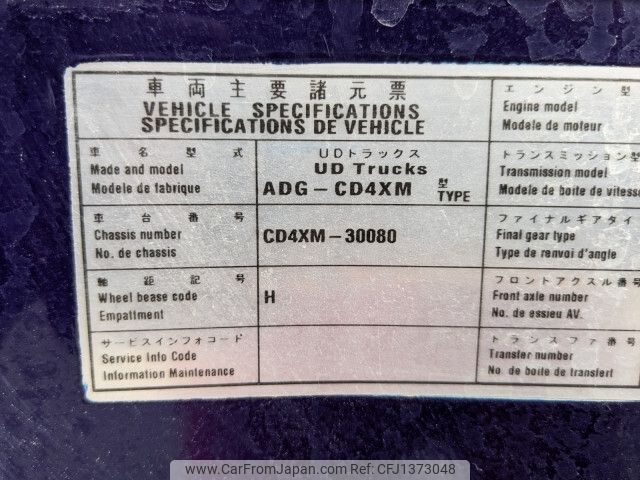 車両主要諸元票
VEHICLE SPECIFICATIONS
SPECIFICATIONS DE VEHICLE
車名型式
Made and model
Modele de fabrique
UDトラックス
UD Trucks
ADG-CD4XM 型 TYPE
車台番号
Chassis number
No. de chassis
CD4XM-30080
軸距記号
Wheel bease code
Empattment
H
サービスインフォコード
Service Info Code
Information Maintenance
エンジン型
Engine model
Modale de moteur
トランスミッション型
Transmission model
Modele de boite de vitesse
ファイナルギアタイ
Final gear type
Type de renvoi d'angle
フロントアクスル番号
Front axle number
No. de essieu AV.
トランスファ番号
Transfer number
No. de boite de transfert
www.CarFromJapan.com - CFJ1373048